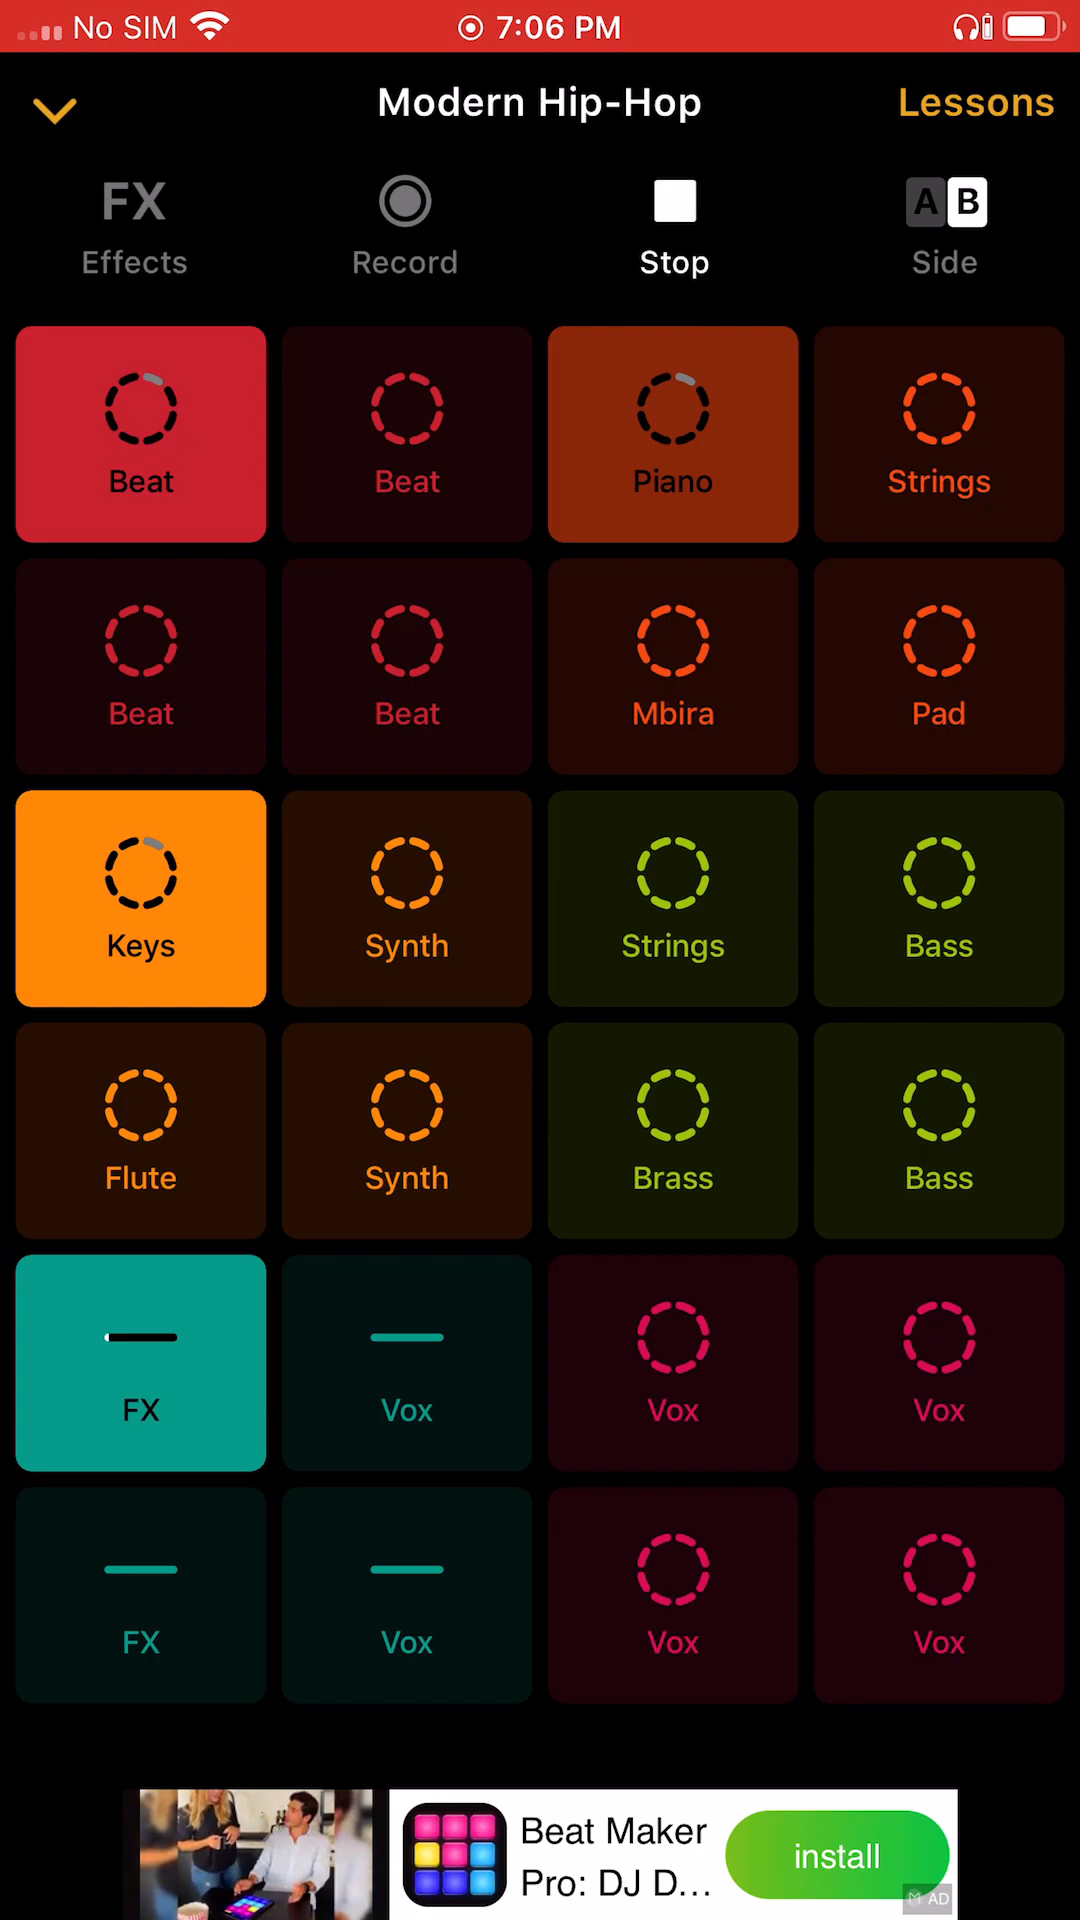 No SIM 7:06 PM
Modern Hip-Hop Lessons
FX A B
Effects Record Stop Side
Beat Beat Piano Strings
Beat Beat Mbira Pad
Keys Synth Strings Bass
Flute Synth Brass Bass
FX Vox Vox Vox
FX Vox Vox Vox
Beat Maker
Pro: DJ D...
install
AD